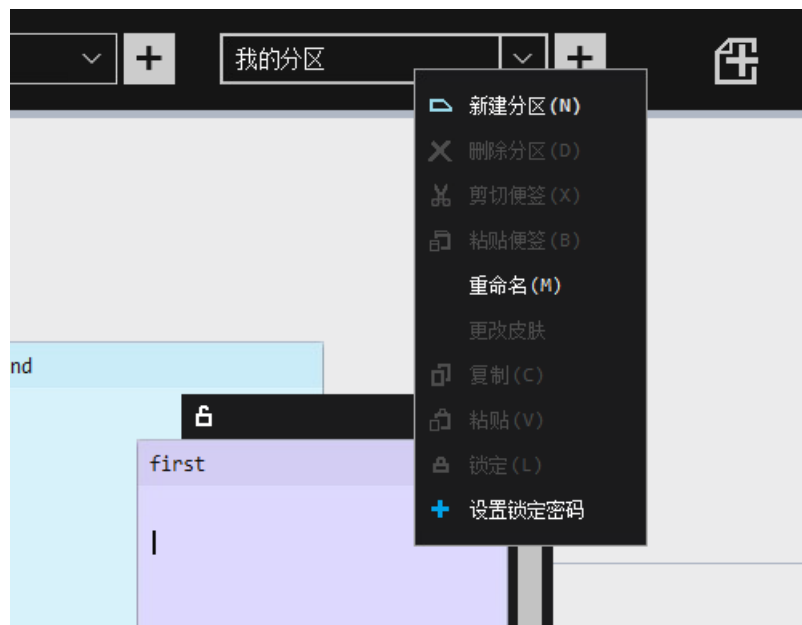 我的分区
新建分区(N)
删除分区(D)
剪切便签(X)
粘贴便签(B)
重命名(M)
更改皮肤
复制(C)
粘贴(V)
锁定(L)
设置锁定密码
nd
first